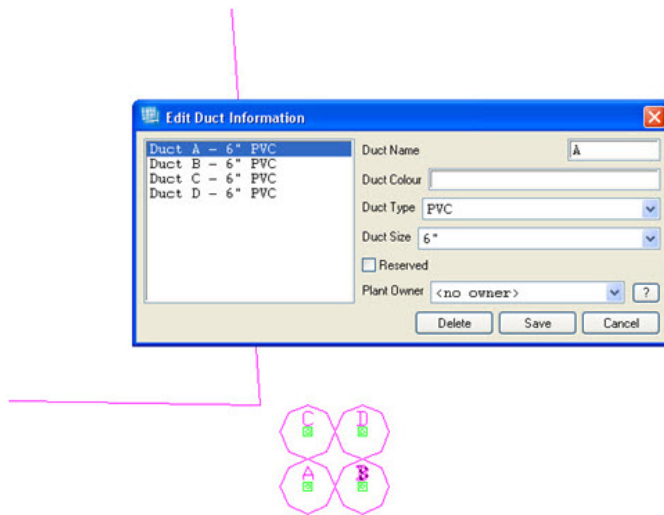 Edit Duct Information
Duct A - 6" PVC
Duct B - 6" PVC
Duct C - 6" PVC
Duct D - 6" PVC
Duct Name A
Duct Colour
Duct Type PVC
Duct Size 6"
Reserved
Plant Owner <no owner> ?
Delete Save Cancel
C D
A B